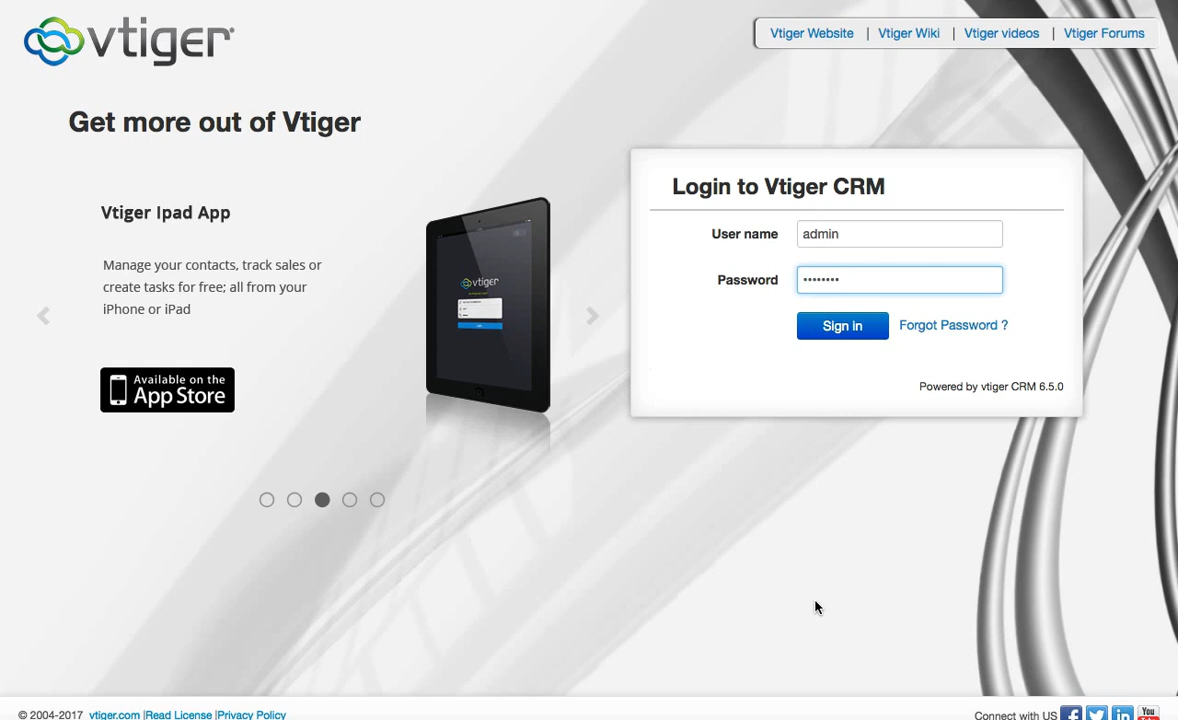 vtiger
Vtiger Website | Vtiger Wiki | Vtiger videos | Vtiger Forums
Get more out of Vtiger
Vtiger Ipad App
Manage your contacts, track sales or
create tasks for free; all from your
iPhone or iPad
Available on the
App Store
vtiger
Login to Vtiger CRM
User name admin
Password ••••••••
Sign in Forgot Password ?
Powered by vtiger CRM 6.5.0
© 2004-2017 vtiger.com |Read License |Privacy Policy
Connect with US
You